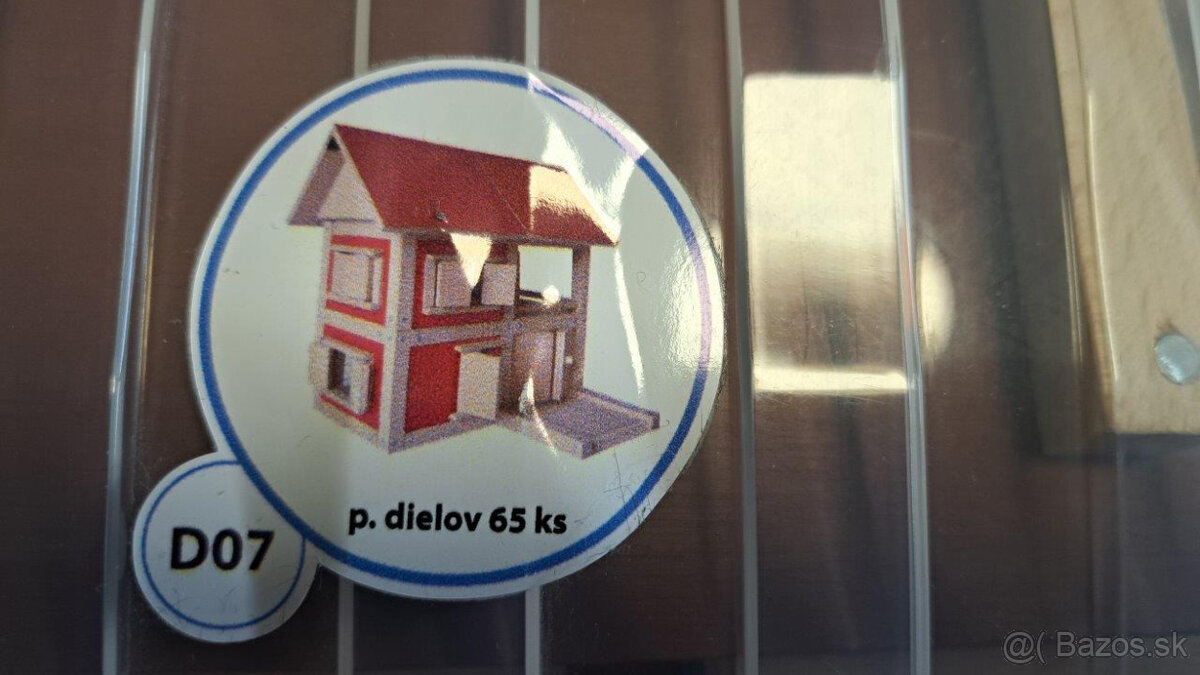 p. dielov 65 ks
D07
@( Bazos.sk